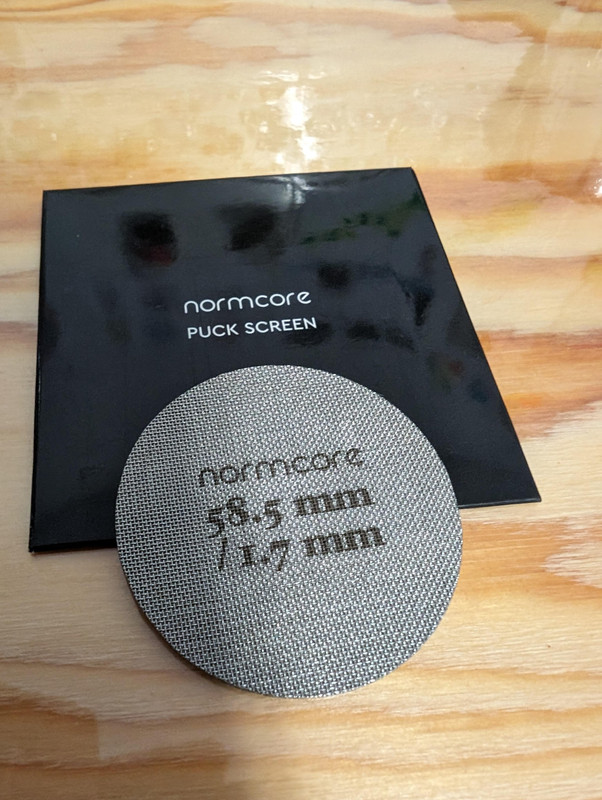 normcore
PUCK SCREEN
normcore
58.5 mm
/ 1.7 mm